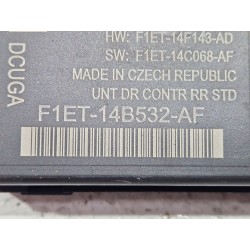 DCUGA
HW: F1ET-14F143-AD
SW: F1ET-14C068-AF
MADE IN CZECH REPUBLIC
UNT DR CONTR RR STD
F1ET-14B532-AF